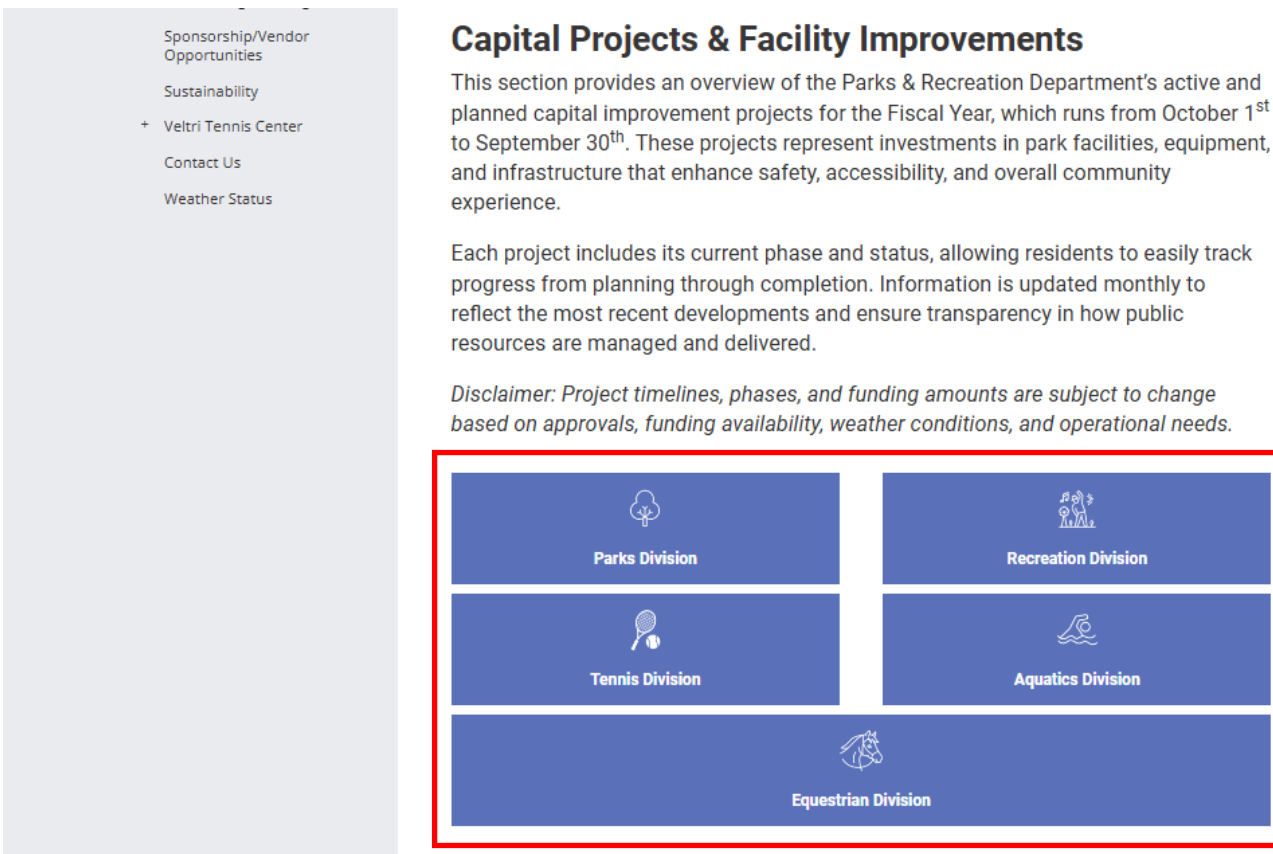 Sponsorship/Vendor
Opportunities
Sustainability
+ Veltri Tennis Center
Contact Us
Weather Status
Capital Projects & Facility Improvements
This section provides an overview of the Parks & Recreation Department’s active and
planned capital improvement projects for the Fiscal Year, which runs from October 1st
to September 30th. These projects represent investments in park facilities, equipment,
and infrastructure that enhance safety, accessibility, and overall community
experience.
Each project includes its current phase and status, allowing residents to easily track
progress from planning through completion. Information is updated monthly to
reflect the most recent developments and ensure transparency in how public
resources are managed and delivered.
Disclaimer: Project timelines, phases, and funding amounts are subject to change
based on approvals, funding availability, weather conditions, and operational needs.
Parks Division
Recreation Division
Tennis Division
Aquatics Division
Equestrian Division